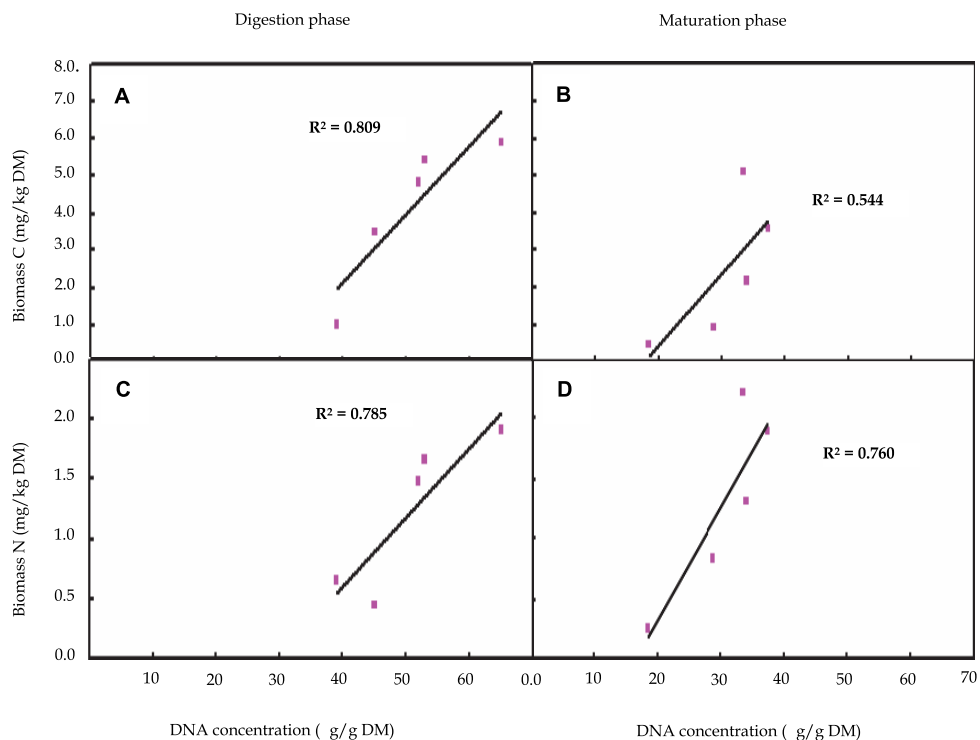 Digestion phase
Maturation phase
8.0.
7.0
6.0
5.0
4.0
3.0
2.0
1.0
0.0
Biomass C (mg/kg DM)
A
R² = 0.809
B
R² = 0.544
2.0
1.5
1.0
0.5
0.0
Biomass N (mg/kg DM)
C
R² = 0.785
D
R² = 0.760
10 20 30 40 50 60 0.0 10 20 30 40 50 60 70
DNA concentration ( g/g DM)
DNA concentration ( g/g DM)